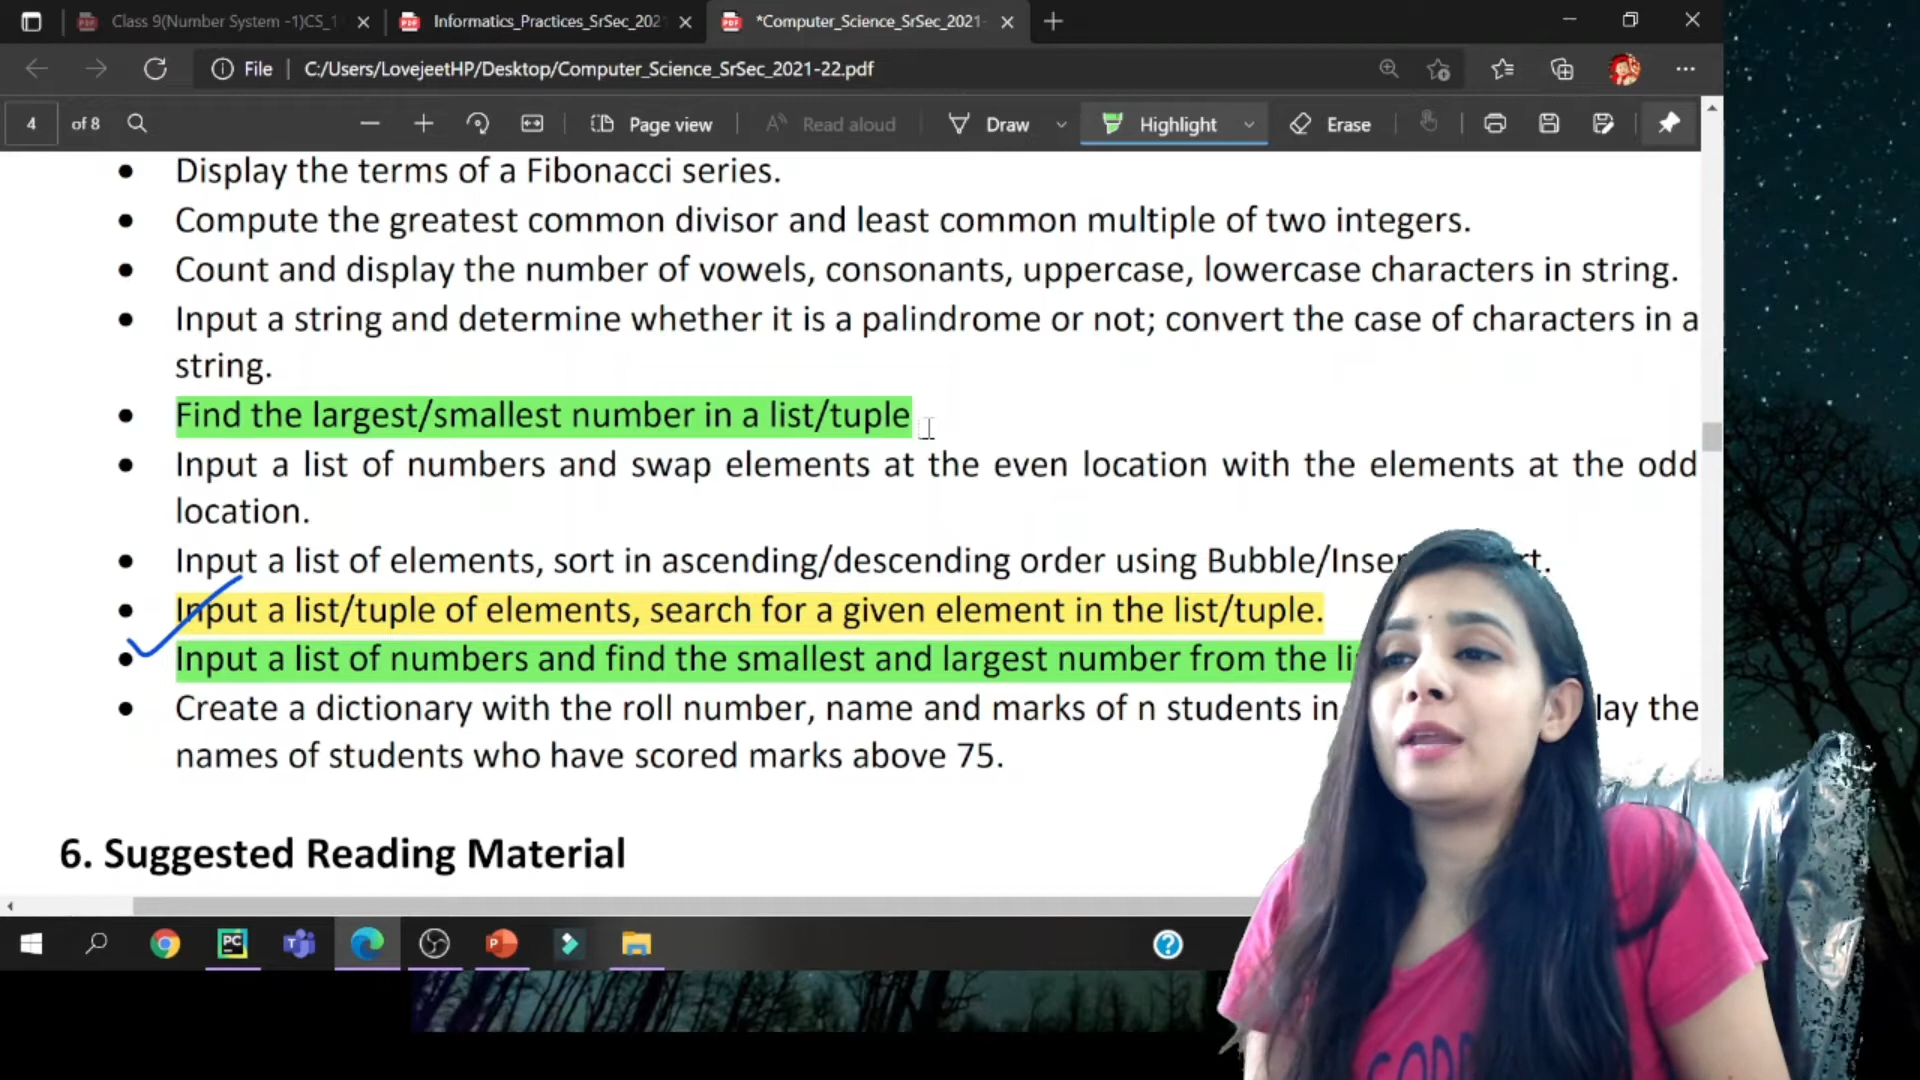 Class 9(Number System -1)CS_1
Informatics_Practices_SrSec_202
*Computer_Science_SrSec_2021-
File
C:/Users/LovejeetHP/Desktop/Computer_Science_SrSec_2021-22.pdf
4 of 8
Page view
Read aloud
Draw
Highlight
Erase
• Display the terms of a Fibonacci series.
• Compute the greatest common divisor and least common multiple of two integers.
• Count and display the number of vowels, consonants, uppercase, lowercase characters in string.
• Input a string and determine whether it is a palindrome or not; convert the case of characters in a
string.
• Find the largest/smallest number in a list/tuple
• Input a list of numbers and swap elements at the even location with the elements at the odd
location.
• Input a list of elements, sort in ascending/descending order using Bubble/Inse rt.
• Input a list/tuple of elements, search for a given element in the list/tuple.
• Input a list of numbers and find the smallest and largest number from the li
• Create a dictionary with the roll number, name and marks of n students in lay the
names of students who have scored marks above 75.
6. Suggested Reading Material